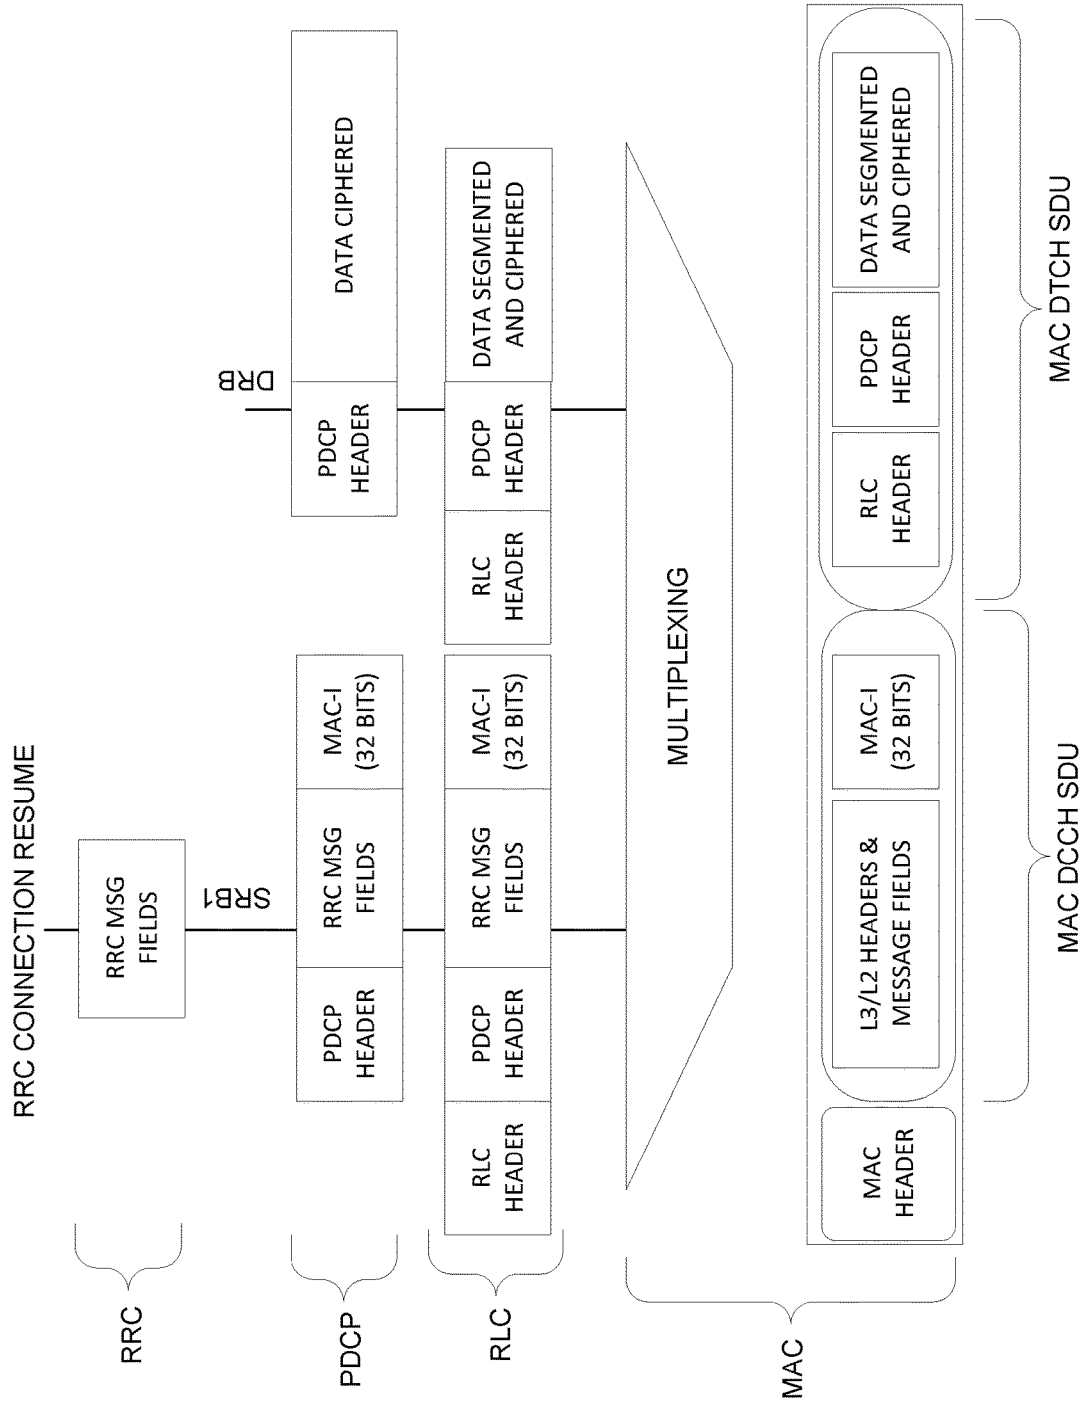 RRC CONNECTION RESUME
RRC
RRC MSG
FIELDS
SRB1
DRB
PDCP
PDCP
HEADER
RRC MSG
FIELDS
MAC-I
(32 BITS)
PDCP
HEADER
DATA CIPHERED
RLC
RLC
HEADER
PDCP
HEADER
RRC MSG
FIELDS
MAC-I
(32 BITS)
RLC
HEADER
PDCP
HEADER
DATA SEGMENTED
AND CIPHERED
MAC
MULTIPLEXING
MAC
HEADER
L3/L2 HEADERS &
MESSAGE FIELDS
MAC-I
(32 BITS)
RLC
HEADER
PDCP
HEADER
DATA SEGMENTED
AND CIPHERED
MAC DCCH SDU
MAC DTCH SDU